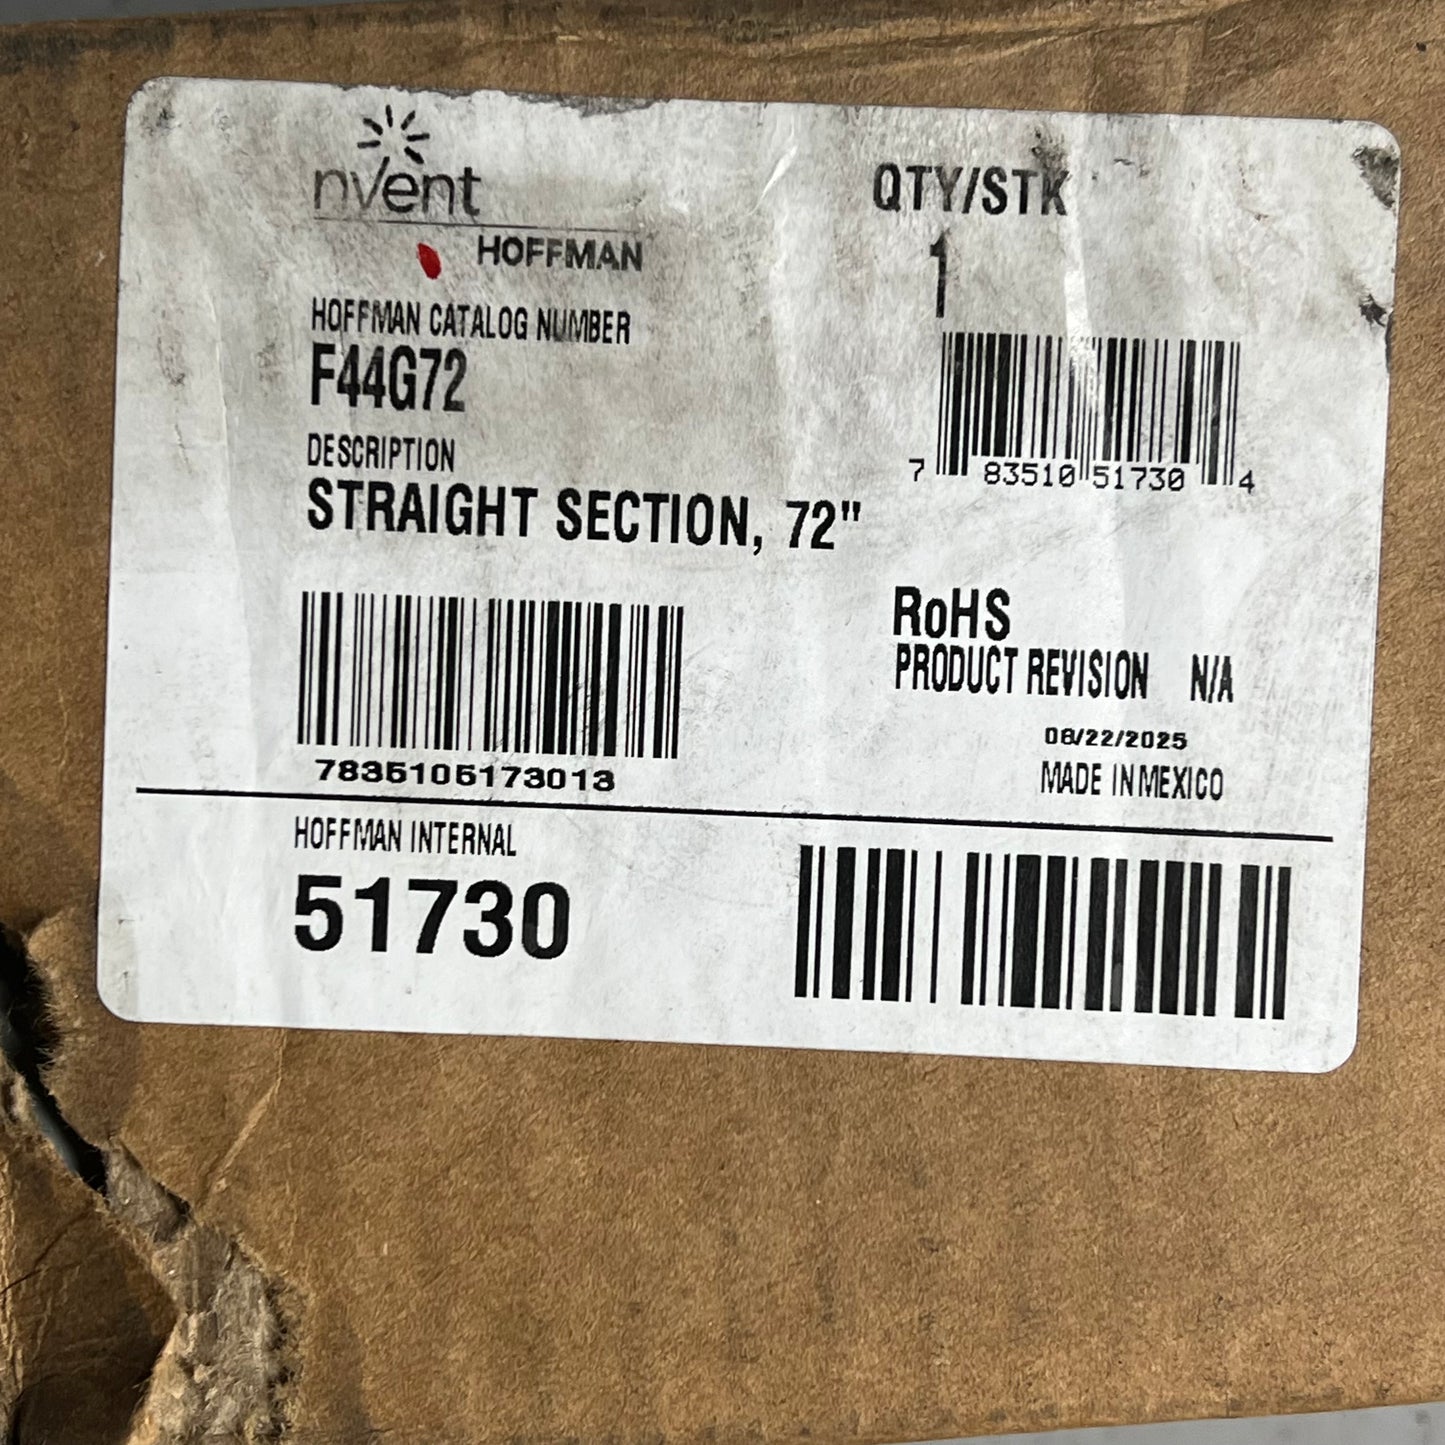 nVent
HOFFMAN
HOFFMAN CATALOG NUMBER
F44G72
DESCRIPTION
STRAIGHT SECTION, 72"
7835105173013
QTY/STK
1
7 83510 51730 4
RoHS
PRODUCT REVISION N/A
08/22/2025
MADE IN MEXICO
HOFFMAN INTERNAL
51730